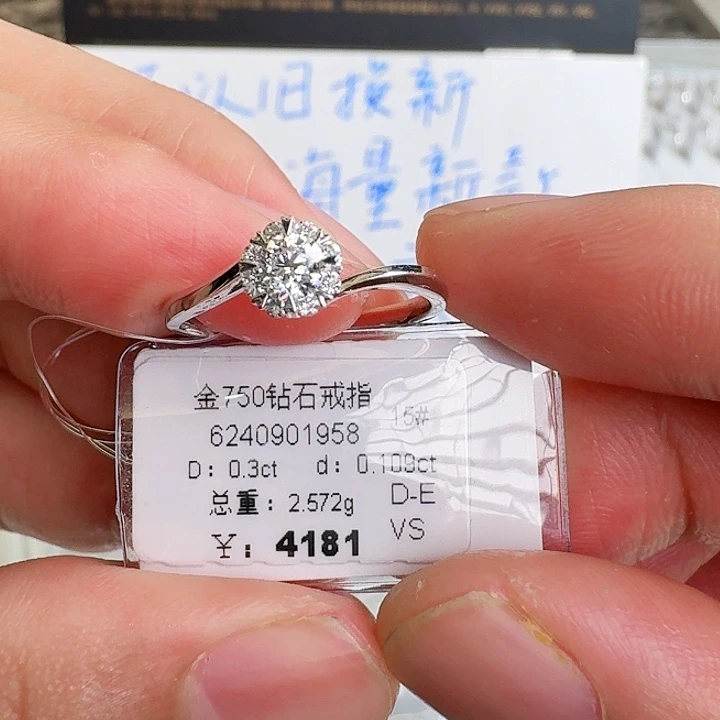 以旧换新
海量新款
金750钻石戒指
15#
6240901958
D: 0.3ct d: 0.109ct
总重: 2.572g D-E
¥: 4181 VS